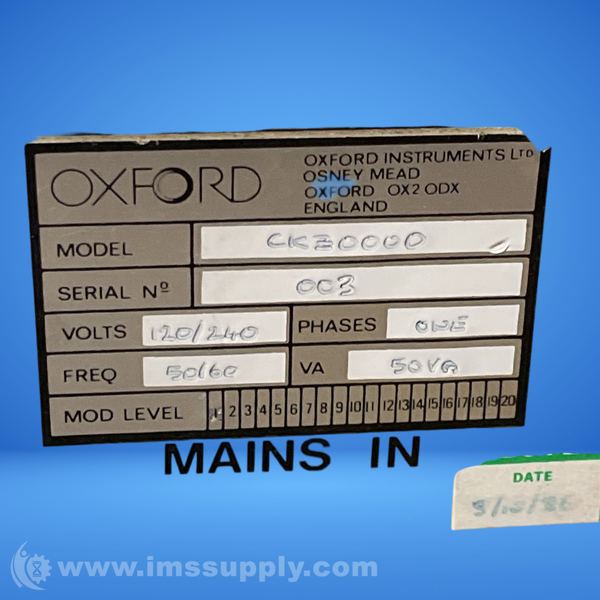 OXFORD
OXFORD INSTRUMENTS LTD
OSNEY MEAD
OXFORD OX2 0DX
ENGLAND
MODEL CKZ0000
SERIAL Nº 003
VOLTS 120/240 PHASES ONE
FREQ 50/60 VA 50VA
MOD LEVEL 1 2 3 4 5 6 7 8 9 10 11 12 13 14 15 16 17 18 19 20
MAINS IN
DATE
www.imssupply.com